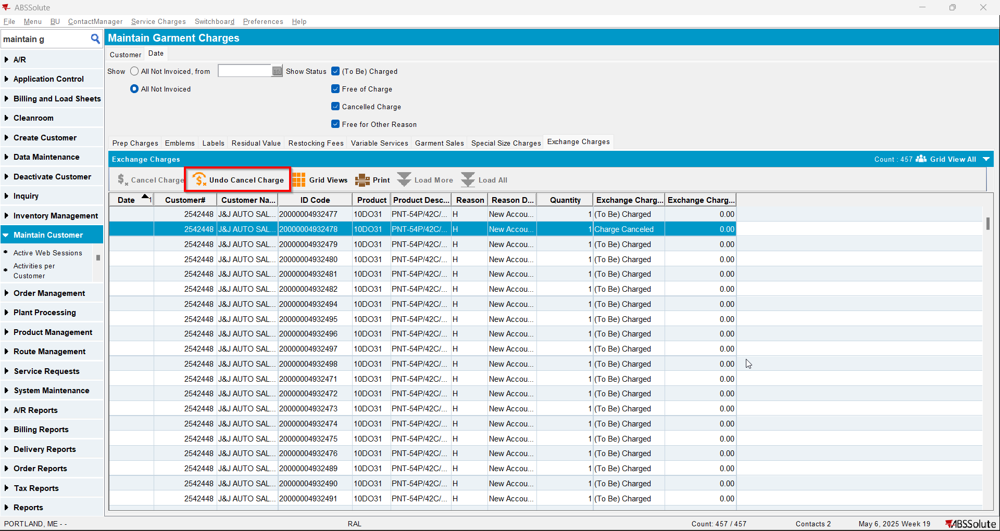 ABSSolute
File Menu BU ContactManager Service Charges Switchboard Preferences Help
maintain g
A/R
Application Control
Billing and Load Sheets
Cleanroom
Create Customer
Data Maintenance
Deactivate Customer
Inquiry
Inventory Management
Maintain Customer
Active Web Sessions
Activities per
Customer
Order Management
Plant Processing
Product Management
Route Management
Service Requests
System Maintenance
A/R Reports
Billing Reports
Delivery Reports
Order Reports
Tax Reports
Reports
Maintain Garment Charges
Customer Date
Show All Not Invoiced, from 15 Show Status (To Be) Charged
All Not Invoiced Free of Charge
Cancelled Charge
Free for Other Reason
Prep Charges Emblems Labels Residual Value Restocking Fees Variable Services Garment Sales Special Size Charges Exchange Charges
Exchange Charges Count : 457 Grid View All
Cancel Charge Undo Cancel Charge Grid Views Print Load More Load All
Date 1 Customer# Customer Na... ID Code Product Product Desc... Reason Reason D... Quantity Exchange Charg... Exchange Charg...
2542448 J&J AUTO SAL... 20000004932477 10DO31 PNT-54P/42C/... H New Accou... 1 (To Be) Charged 0.00
2542448 J&J AUTO SAL... 20000004932478 10DO31 PNT-54P/42C/... H New Accou... 1 Charge Canceled 0.00
2542448 J&J AUTO SAL... 20000004932479 10DO31 PNT-54P/42C/... H New Accou... 1 (To Be) Charged 0.00
2542448 J&J AUTO SAL... 20000004932480 10DO31 PNT-54P/42C/... H New Accou... 1 (To Be) Charged 0.00
2542448 J&J AUTO SAL... 20000004932481 10DO31 PNT-54P/42C/... H New Accou... 1 (To Be) Charged 0.00
2542448 J&J AUTO SAL... 20000004932482 10DO31 PNT-54P/42C/... H New Accou... 1 (To Be) Charged 0.00
2542448 J&J AUTO SAL... 20000004932494 10DO31 PNT-54P/42C/... H New Accou... 1 (To Be) Charged 0.00
2542448 J&J AUTO SAL... 20000004932495 10DO31 PNT-54P/42C/... H New Accou... 1 (To Be) Charged 0.00
2542448 J&J AUTO SAL... 20000004932496 10DO31 PNT-54P/42C/... H New Accou... 1 (To Be) Charged 0.00
2542448 J&J AUTO SAL... 20000004932497 10DO31 PNT-54P/42C/... H New Accou... 1 (To Be) Charged 0.00
2542448 J&J AUTO SAL... 20000004932498 10DO31 PNT-54P/42C/... H New Accou... 1 (To Be) Charged 0.00
2542448 J&J AUTO SAL... 20000004932471 10DO31 PNT-54P/42C/... H New Accou... 1 (To Be) Charged 0.00
2542448 J&J AUTO SAL... 20000004932472 10DO31 PNT-54P/42C/... H New Accou... 1 (To Be) Charged 0.00
2542448 J&J AUTO SAL... 20000004932473 10DO31 PNT-54P/42C/... H New Accou... 1 (To Be) Charged 0.00
2542448 J&J AUTO SAL... 20000004932474 10DO31 PNT-54P/42C/... H New Accou... 1 (To Be) Charged 0.00
2542448 J&J AUTO SAL... 20000004932475 10DO31 PNT-54P/42C/... H New Accou... 1 (To Be) Charged 0.00
2542448 J&J AUTO SAL... 20000004932476 10DO31 PNT-54P/42C/... H New Accou... 1 (To Be) Charged 0.00
2542448 J&J AUTO SAL... 20000004932489 10DO31 PNT-54P/42C/... H New Accou... 1 (To Be) Charged 0.00
2542448 J&J AUTO SAL... 20000004932490 10DO31 PNT-54P/42C/... H New Accou... 1 (To Be) Charged 0.00
2542448 J&J AUTO SAL... 20000004932491 10DO31 PNT-54P/42C/... H New Accou... 1 (To Be) Charged 0.00
PORTLAND, ME - - RAL Count: 457 / 457 Contacts 2 May 6, 2025 Week 19 ABSSolute